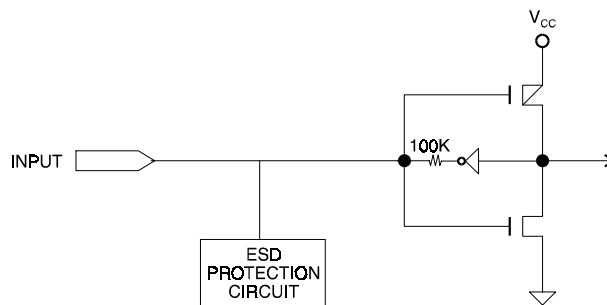 VCC
100K
INPUT
ESD
PROTECTION
CIRCUIT